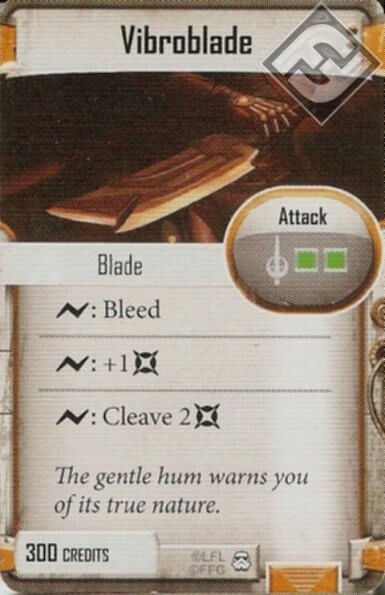 Vibroblade
Attack
Blade
: Bleed
: +1
: Cleave 2
The gentle hum warns you
of its true nature.
300 CREDITS
©LFL
©FFG